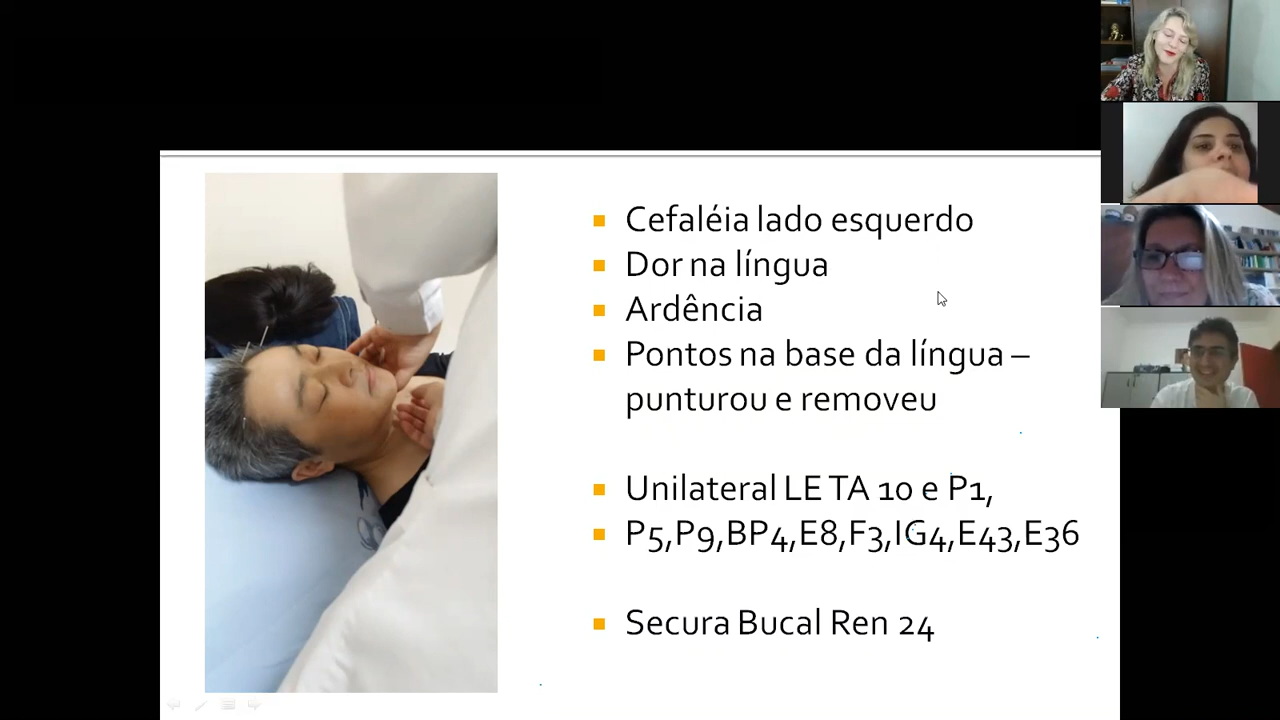 Cefaléia lado esquerdo
Dor na língua
Ardência
Pontos na base da língua –
punturou e removeu
Unilateral LE TA 10 e P1,
P5,P9,BP4,E8,F3,IG4,E43,E36
Secura Bucal Ren 24